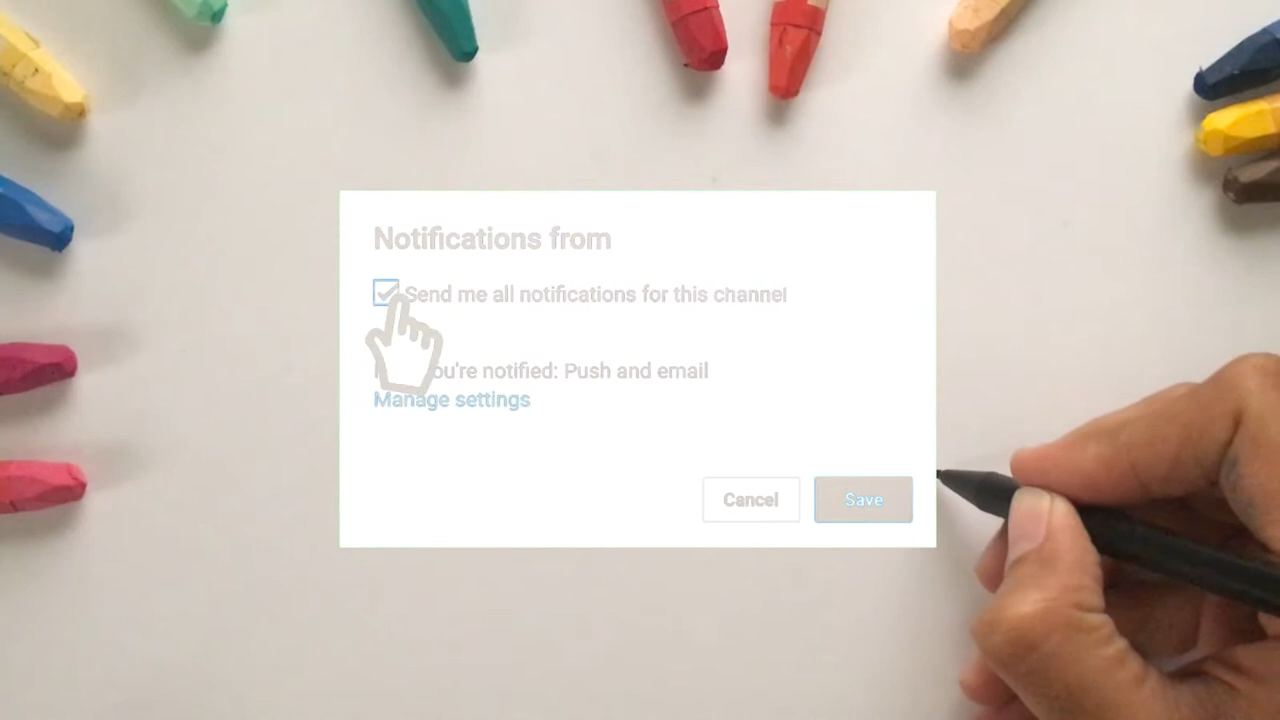 Notifications from
Send me all notifications for this channel
ou're notified: Push and email
Manage settings
Cancel
Save